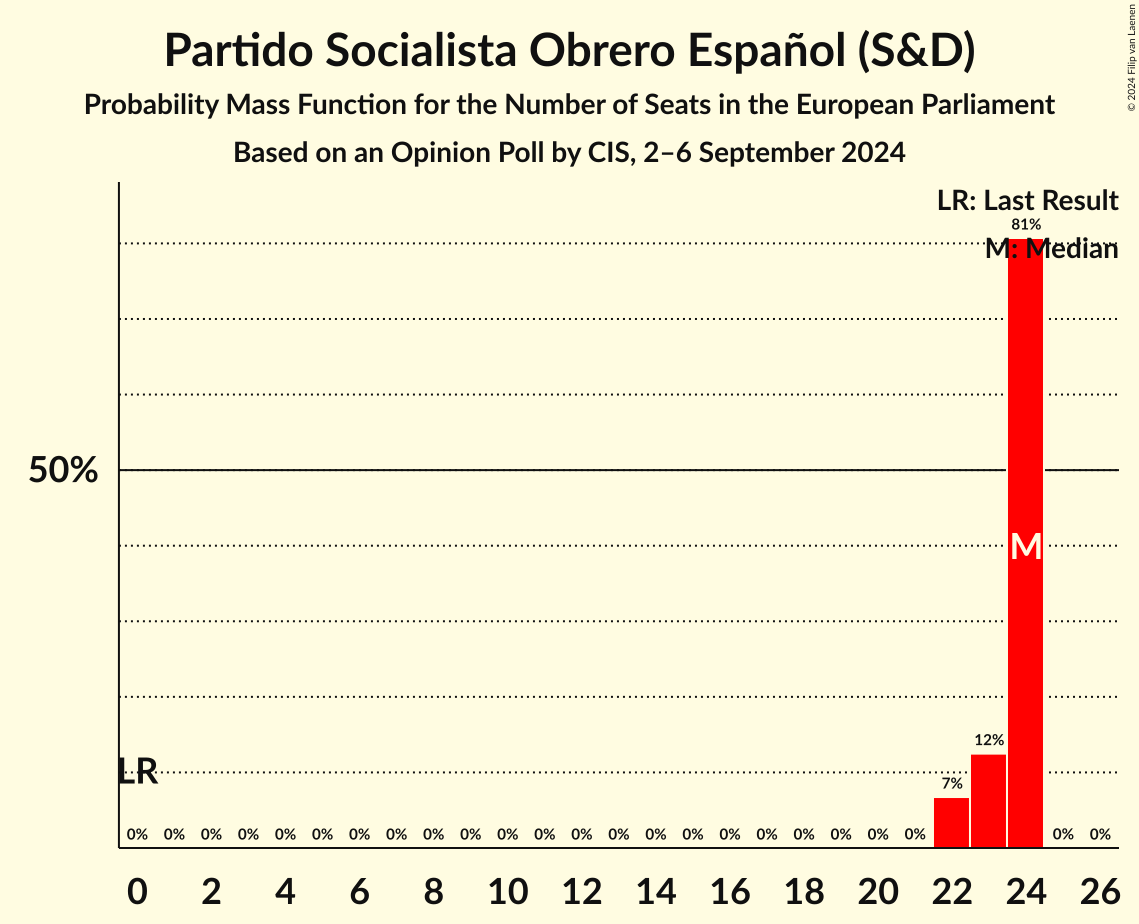 Partido Socialista Obrero Español (S&D)
Probability Mass Function for the Number of Seats in the European Parliament
Based on an Opinion Poll by CIS, 2–6 September 2024
© 2024 Filip van Laenen
LR: Last Result
81%
M: Median
50%
M
12%
LR
7%
0% 0% 0% 0% 0% 0% 0% 0% 0% 0% 0% 0% 0% 0% 0% 0% 0% 0% 0% 0% 0% 0% 0% 0%
0 2 4 6 8 10 12 14 16 18 20 22 24 26